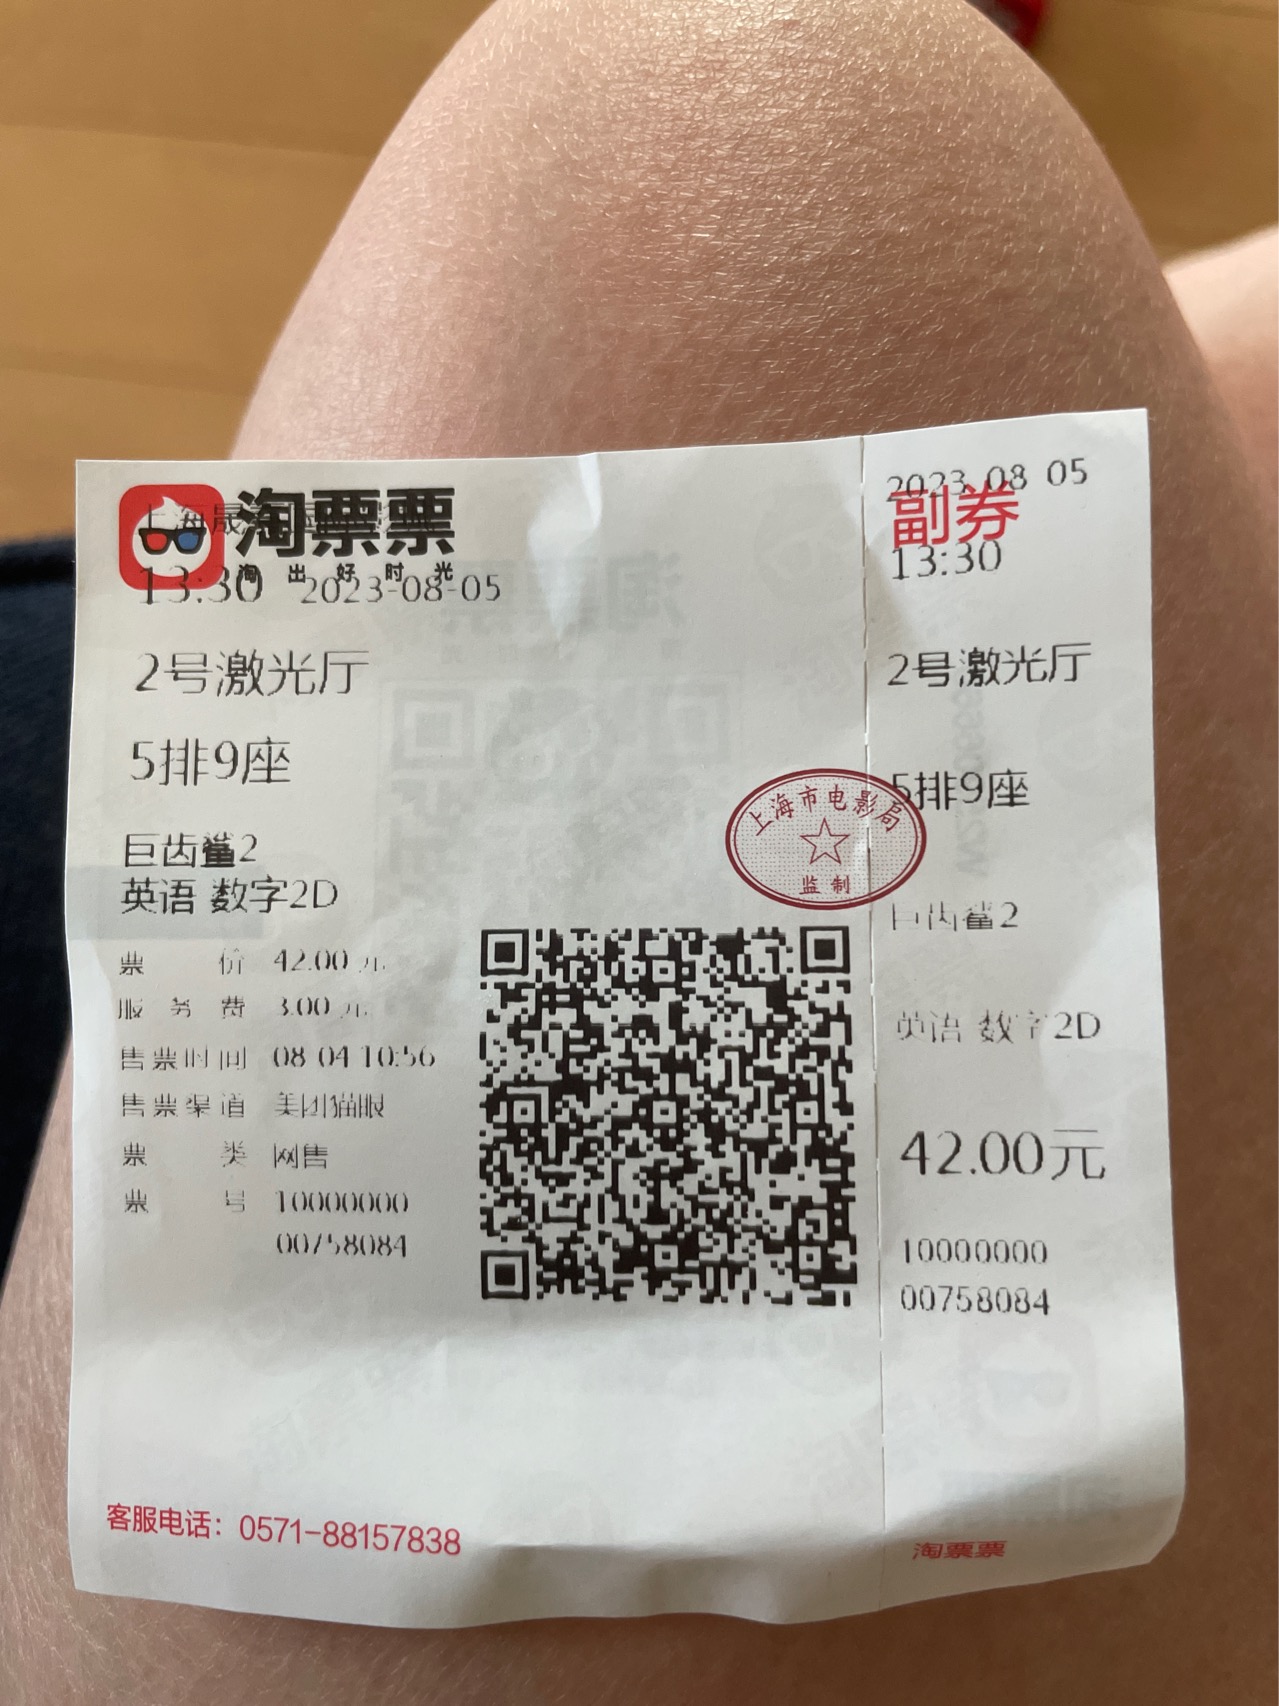 淘票票
淘出好时光
13:30 2023-08-05
2号激光厅
5排9座
巨齿鲨2
英语 数字2D
票价 42.00 元
服务费 3.00 元
售票时间 08-04 10:56
售票渠道 美团猫眼
票类 网售
票号 10000000
00758084
客服电话：0571-88157838
上海市电影局
监制
2023-08-05
副券
13:30
2号激光厅
5排9座
巨齿鲨2
英语 数字2D
42.00元
10000000
00758084
淘票票